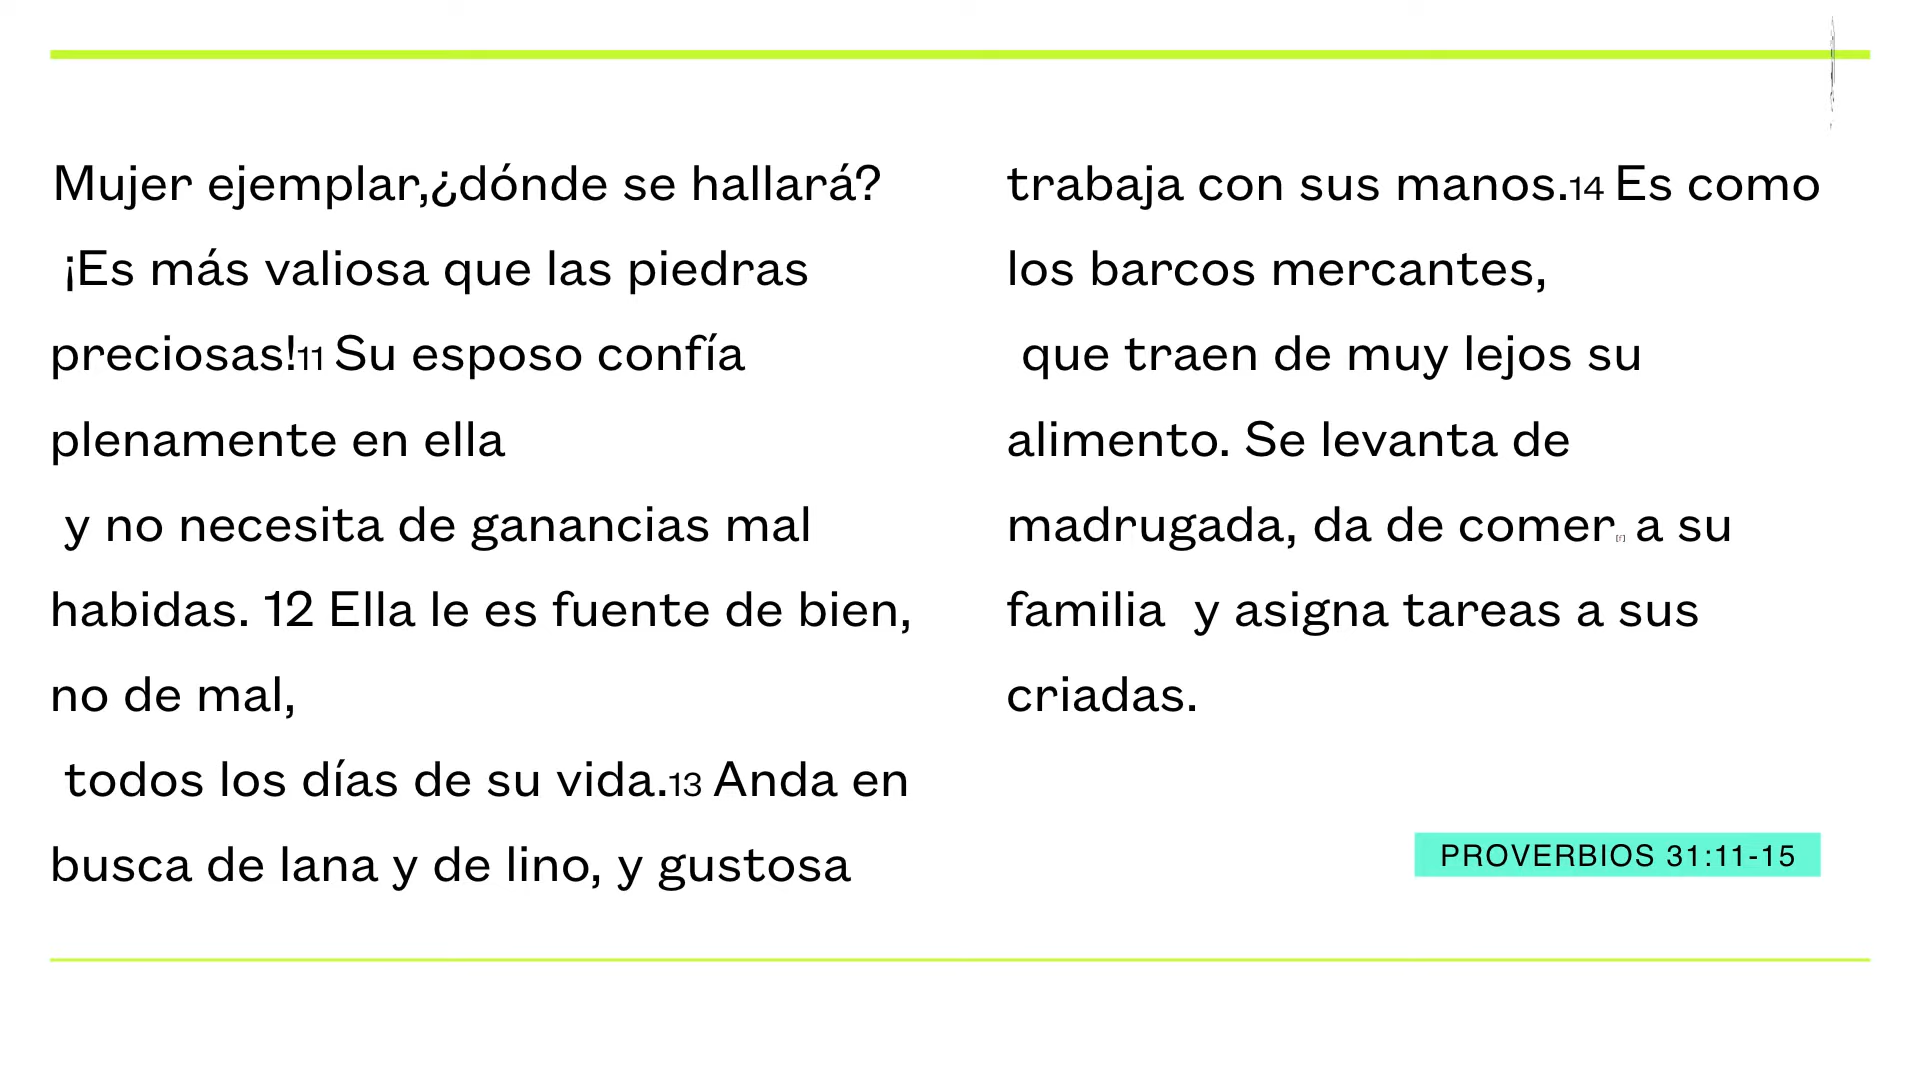 Mujer ejemplar,¿dónde se hallará?
¡Es más valiosa que las piedras
preciosas!11 Su esposo confía
plenamente en ella
y no necesita de ganancias mal
habidas. 12 Ella le es fuente de bien,
no de mal,
todos los días de su vida.13 Anda en
busca de lana y de lino, y gustosa
trabaja con sus manos.14 Es como
los barcos mercantes,
que traen de muy lejos su
alimento. Se levanta de
madrugada, da de comer[f] a su
familia  y asigna tareas a sus
criadas.
PROVERBIOS 31:11-15